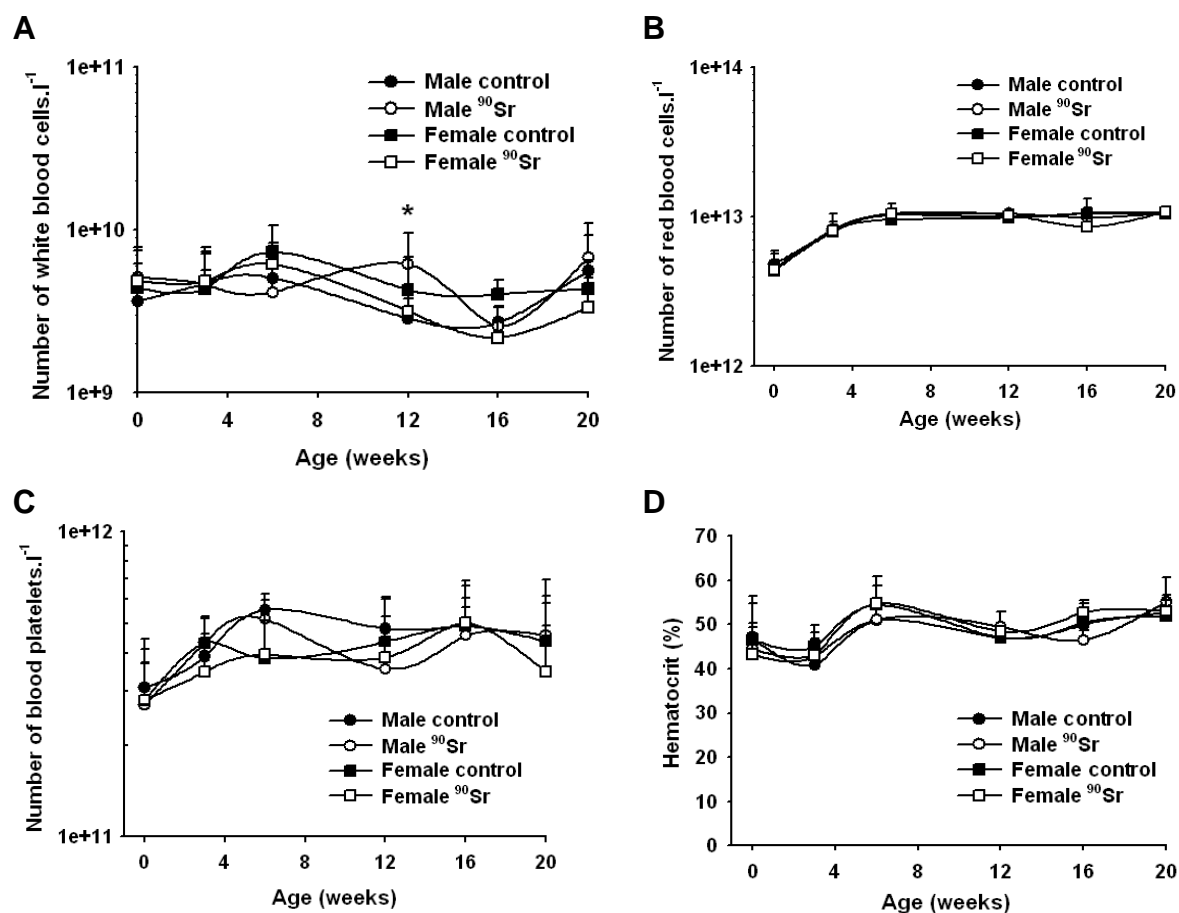 A
Number of white blood cells.l⁻¹
1e+11
1e+10
1e+9
Male control
Male ⁹⁰Sr
Female control
Female ⁹⁰Sr
*
0 4 8 12 16 20
Age (weeks)
B
Number of red blood cells.l⁻¹
1e+14
1e+13
1e+12
Male control
Male ⁹⁰Sr
Female control
Female ⁹⁰Sr
0 4 8 12 16 20
Age (weeks)
C
Number of blood platelets.l⁻¹
1e+12
1e+11
Male control
Male ⁹⁰Sr
Female control
Female ⁹⁰Sr
0 4 8 12 16 20
Age (weeks)
D
Hematocrit (%)
70
60
50
40
30
20
10
0
Male control
Male ⁹⁰Sr
Female control
Female ⁹⁰Sr
0 4 8 12 16 20
Age (weeks)